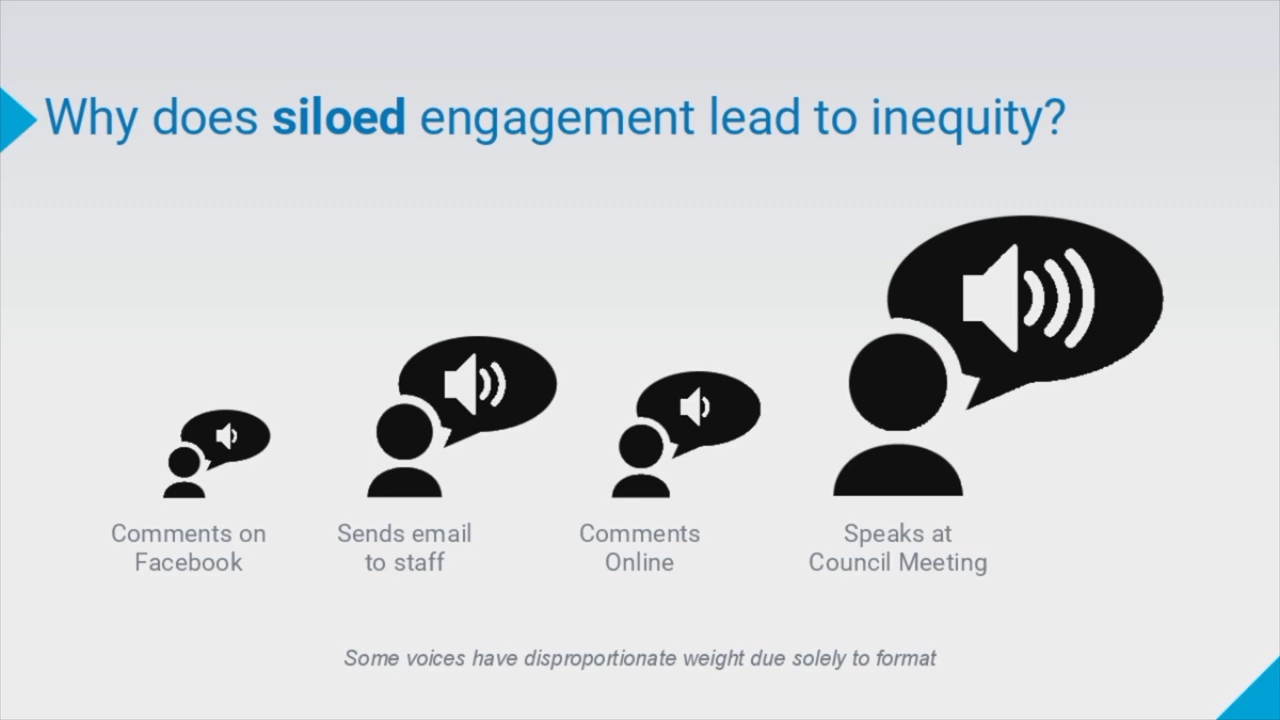 Why does siloed engagement lead to inequity?
Comments on
Facebook
Sends email
to staff
Comments
Online
Speaks at
Council Meeting
Some voices have disproportionate weight due solely to format